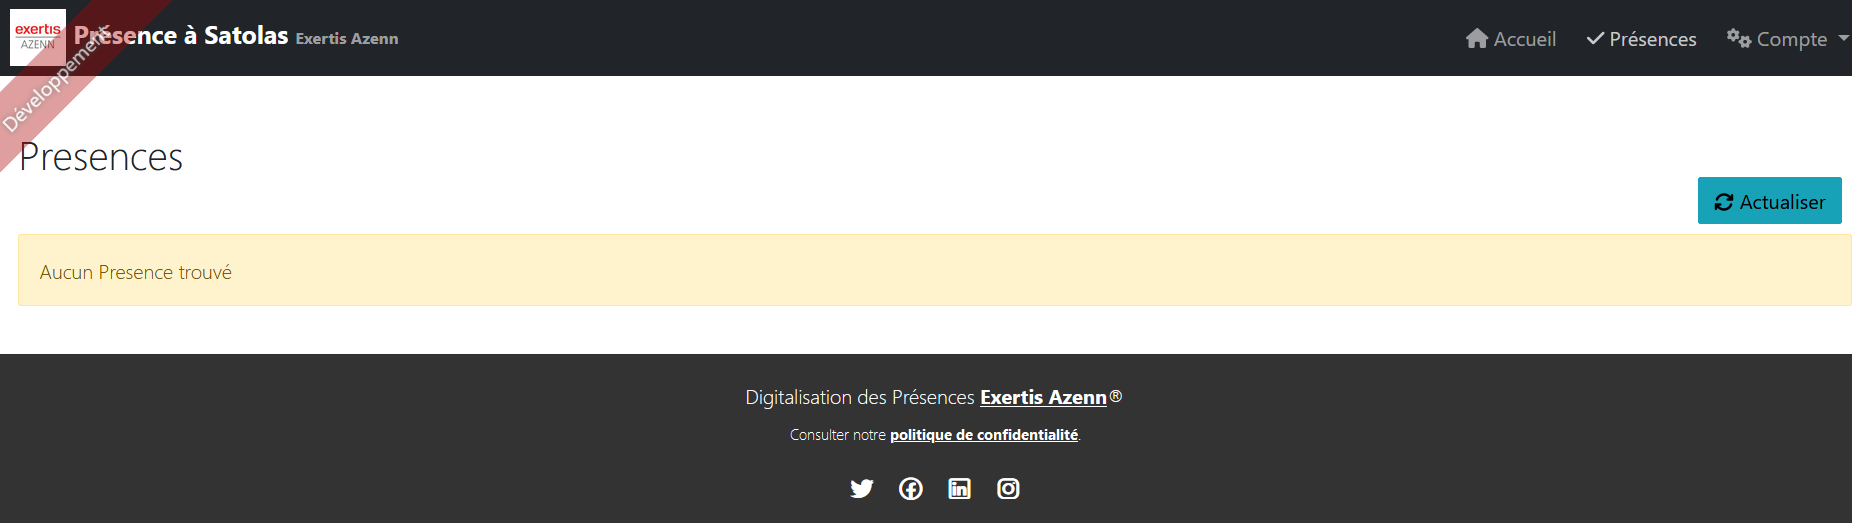 exertis
AZENN
Présence à Satolas Exertis Azenn
Accueil
Présences
Compte
Développement
Presences
Actualiser
Aucun Presence trouvé
Digitalisation des Présences Exertis Azenn®
Consulter notre politique de confidentialité.